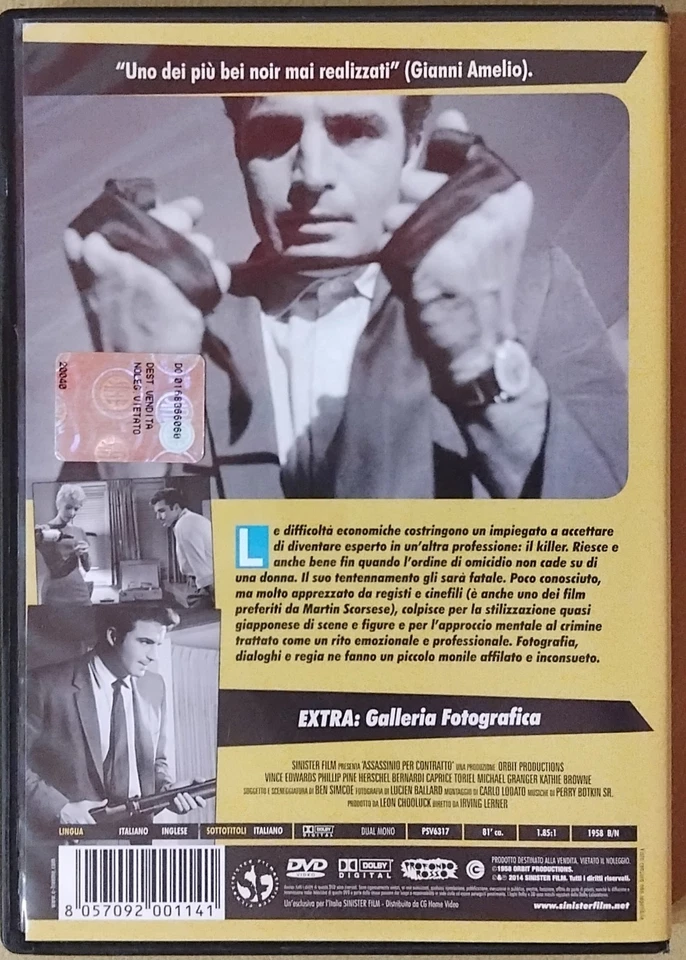 “Uno dei più bei noir mai realizzati” (Gianni Amelio).
DD 0168366060
DEST VENDITA
NOLEG VIETATO
20040
Le difficoltà economiche costringono un impiegato a accettare
di diventare esperto in un'altra professione: il killer. Riesce e
anche bene fin quando l'ordine di omicidio non cade su di
una donna. Il suo tentennamento gli sarà fatale. Poco conosciuto,
ma molto apprezzato da registi e cinefili (è anche uno dei film
preferiti da Martin Scorsese), colpisce per la stilizzazione quasi
giapponese di scene e figure e per l'approccio mentale al crimine
trattato come un rito emozionale e professionale. Fotografia,
dialoghi e regia ne fanno un piccolo monile affilato e inconsueto.
EXTRA: Galleria Fotografica
SINISTER FILM PRESENTA "ASSASSINIO PER CONTRATTO" UNA PRODUZIONE ORBIT PRODUCTIONS
VINCE EDWARDS PHILLIP PINE HERSCHEL BERNARDI CAPRICE TORIEL MICHAEL GRANGER KATHIE BROWNE
SOGGETTO E SCENEGGIATURA DI BEN SIMCOE FOTOGRAFIA DI LUCIEN BALLARD MONTAGGIO DI CARLO LODATO MUSICHE DI PERRY BOTKIN SR.
PRODOTTO DA LEON CHOOLUCK DIRETTO DA IRVING LERNER
LINGUA ITALIANO INGLESE SOTTOTITOLI ITALIANO DOLBY DIGITAL DUAL MONO PSV6317 81' ca. 1.85:1 1958 B/N
DVD VIDEO
DOLBY DIGITAL
PROFONDO ROSSO
PRODOTTO DESTINATO ALLA VENDITA, VIETATO IL NOLEGGIO.
©1958 ORBIT PRODUCTIONS.
2014 SINISTER FILM. Tutti i diritti riservati.
Un'esclusiva per l'Italia SINISTER FILM - Distribuito da CG Home Video
www.sinisterfilm.net
8 057092 001141